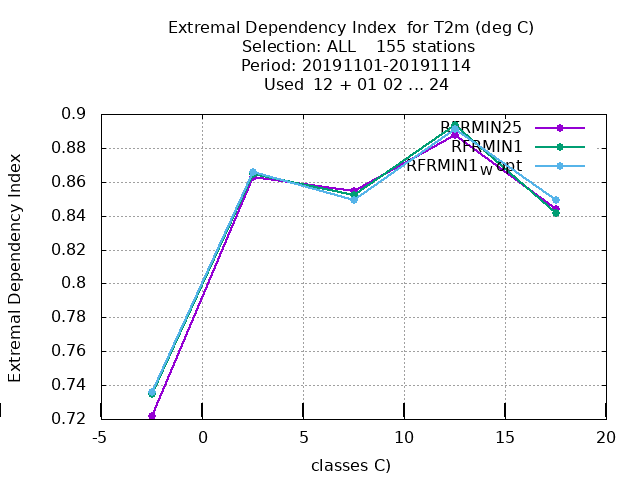 Extremal Dependency Index for T2m (deg C)
Selection: ALL 155 stations
Period: 20191101-20191114
Used 12 + 01 02 ... 24
RFRMIN25
RFRMIN1
RFRMIN1wopt
Extremal Dependency Index
0.9
0.88
0.86
0.84
0.82
0.8
0.78
0.76
0.74
0.72
-5 0 5 10 15 20
classes C)